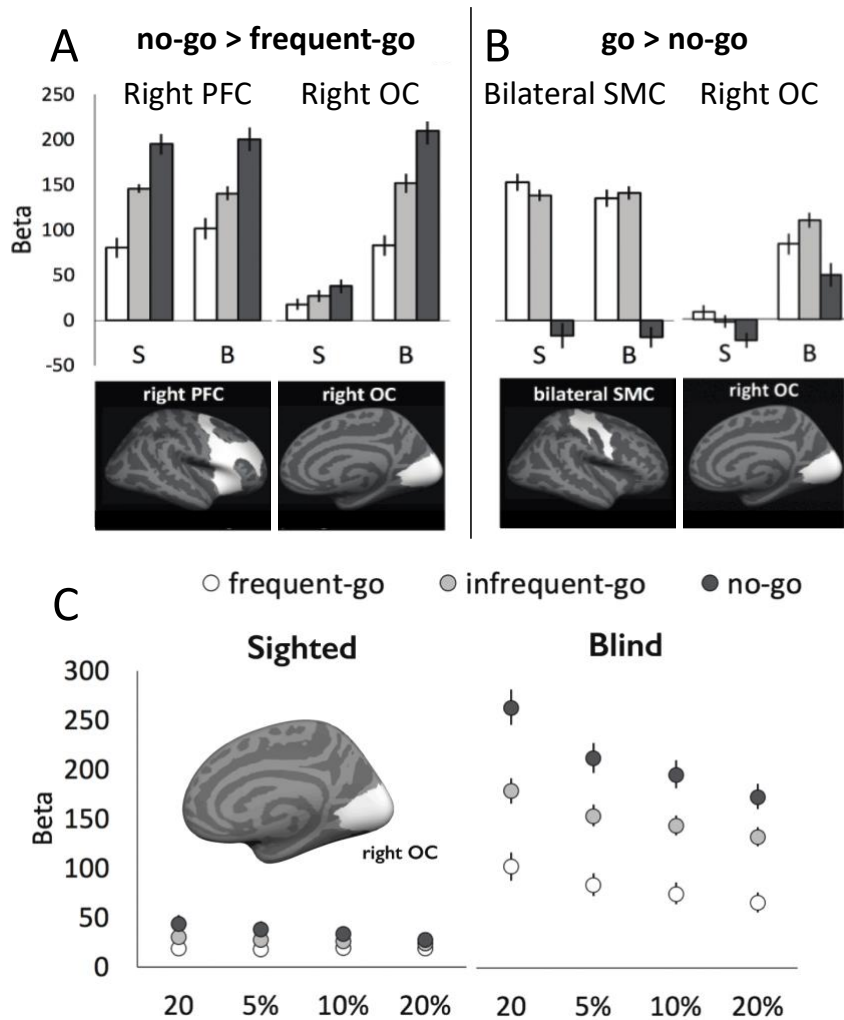 A no-go > frequent-go
Right PFC Right OC
250
200
150
100
50
0
-50
Beta
S B S B
right PFC right OC
B go > no-go
Bilateral SMC Right OC
S B S B
bilateral SMC right OC
frequent-go infrequent-go no-go
C
Sighted Blind
300
250
200
150
100
50
0
Beta
right OC
20 5% 10% 20% 20 5% 10% 20%